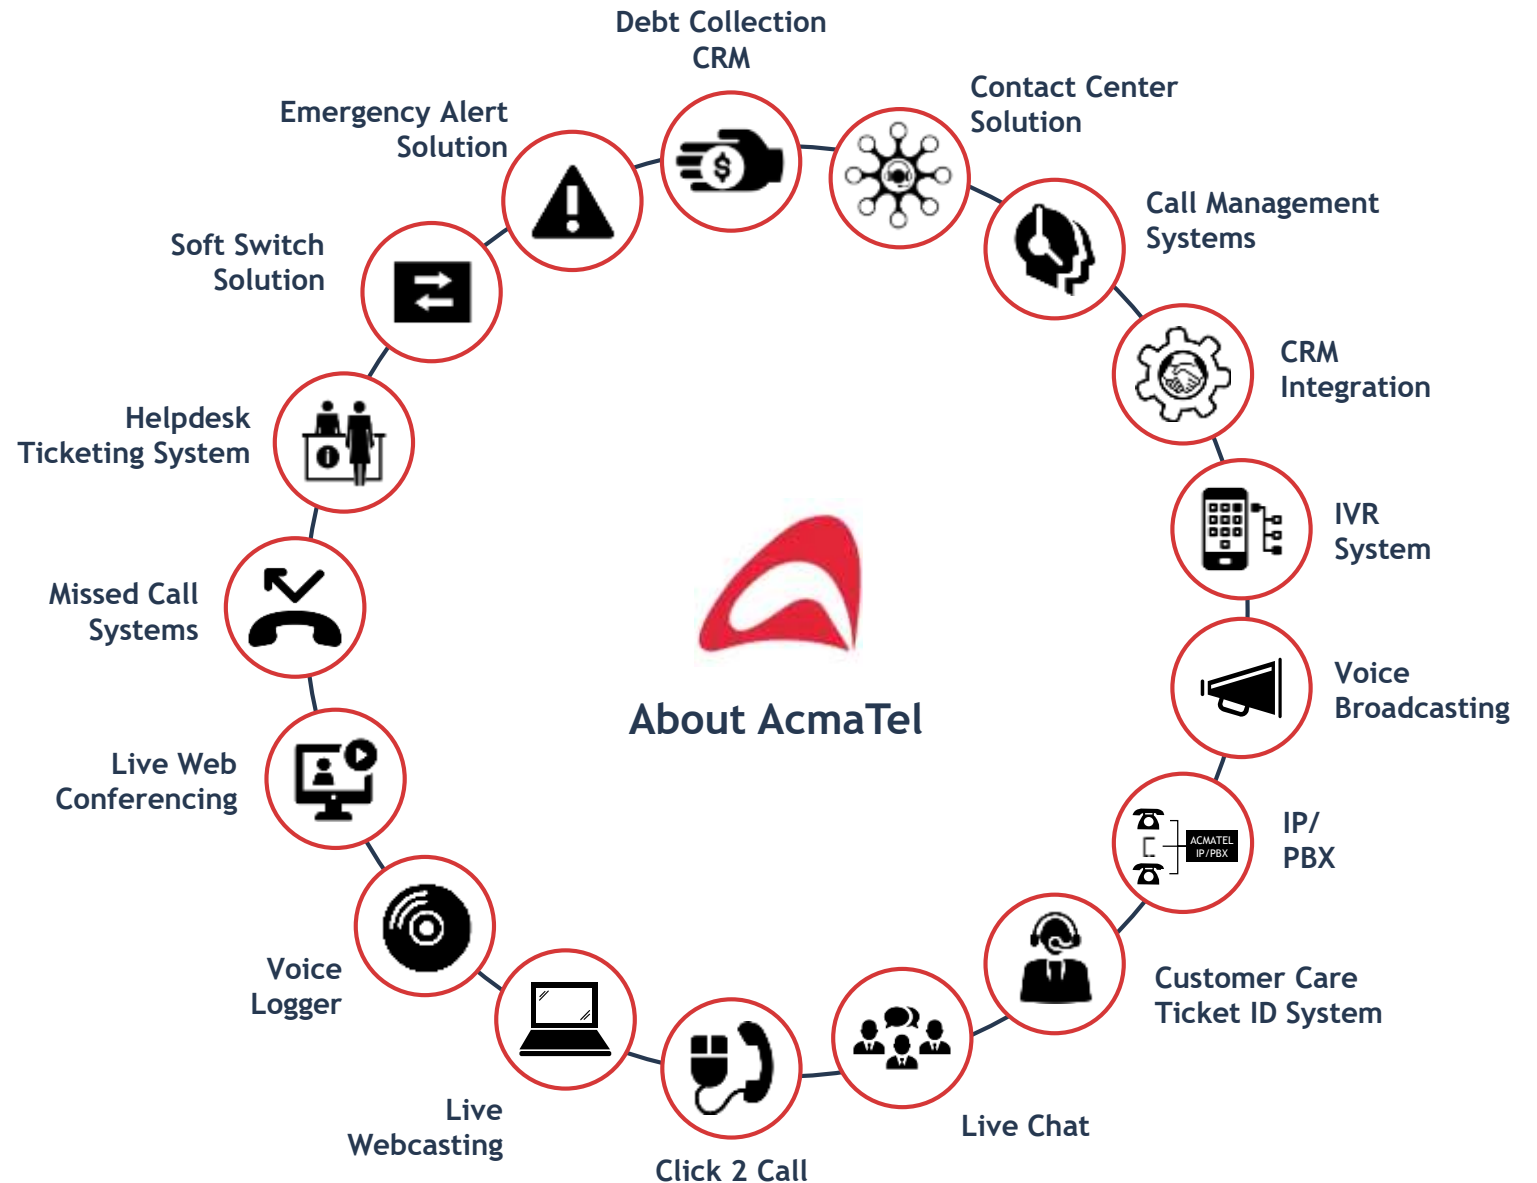 Debt Collection
CRM
Contact Center
Solution
Call Management
Systems
CRM
Integration
IVR
System
Voice
Broadcasting
IP/
PBX
ACMATEL
IP/PBX
Customer Care
Ticket ID System
Live Chat
Click 2 Call
Live
Webcasting
Voice
Logger
Live Web
Conferencing
Missed Call
Systems
Helpdesk
Ticketing System
Soft Switch
Solution
Emergency Alert
Solution
About AcmaTel